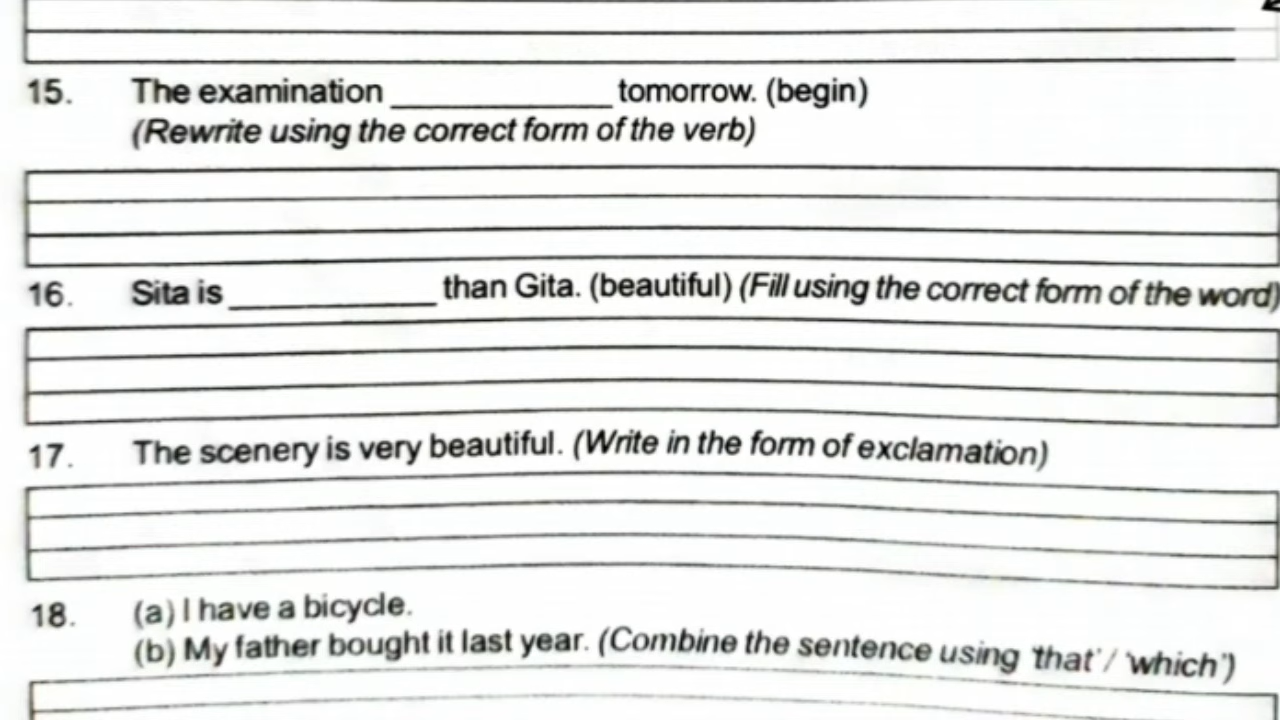 15. The examination ____________ tomorrow. (begin)
(Rewrite using the correct form of the verb)
16. Sita is ____________ than Gita. (beautiful) (Fill using the correct form of the word)
17. The scenery is very beautiful. (Write in the form of exclamation)
18. (a) I have a bicycle.
(b) My father bought it last year. (Combine the sentence using 'that' / 'which')